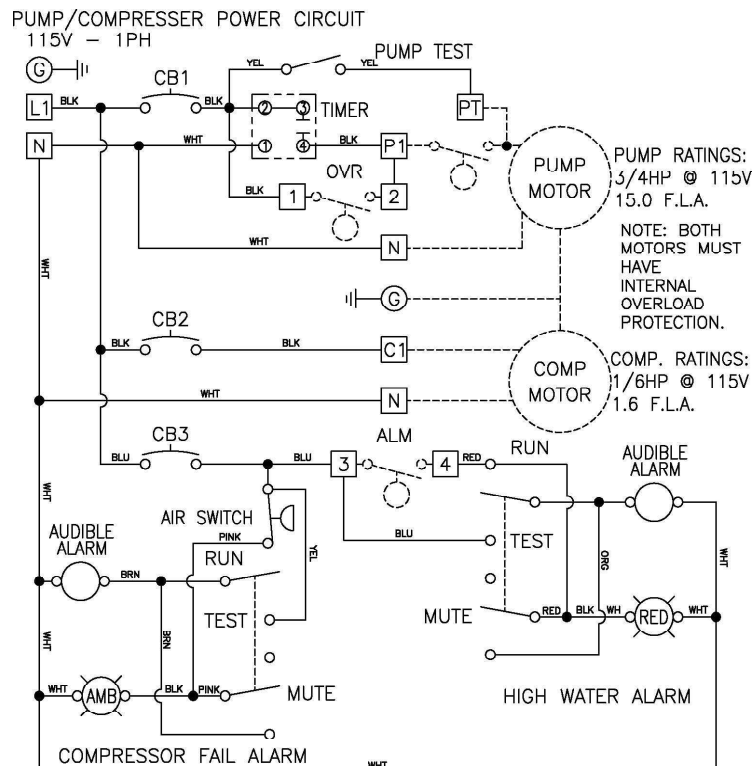 PUMP/COMPRESSER POWER CIRCUIT
115V – 1PH
G
CB1
YEL
YEL
PUMP TEST
L1
BLK
BLK
2
3
TIMER
PT
N
WHT
1
4
BLK
P1
OVR
PUMP MOTOR
PUMP RATINGS:
3/4HP @ 115V
15.0 F.L.A.
BLK
1
2
NOTE: BOTH
MOTORS MUST
HAVE
INTERNAL
OVERLOAD
PROTECTION.
WHT
WHT
N
G
CB2
BLK
BLK
C1
COMP MOTOR
COMP. RATINGS:
1/6HP @ 115V
1.6 F.L.A.
WHT
N
ALM
CB3
BLU
BLU
3
4
RED
RUN
AUDIBLE
ALARM
WHT
AIR SWITCH
PINK
YEL
BLU
TEST
ORG
WHT
AUDIBLE
ALARM
RUN
BRN
TEST
BRN
MUTE
RED
BLK
WH
RED
WHT
WHT
WHT
AMB
BLK
PINK
MUTE
HIGH WATER ALARM
COMPRESSOR FAIL ALARM
WHT